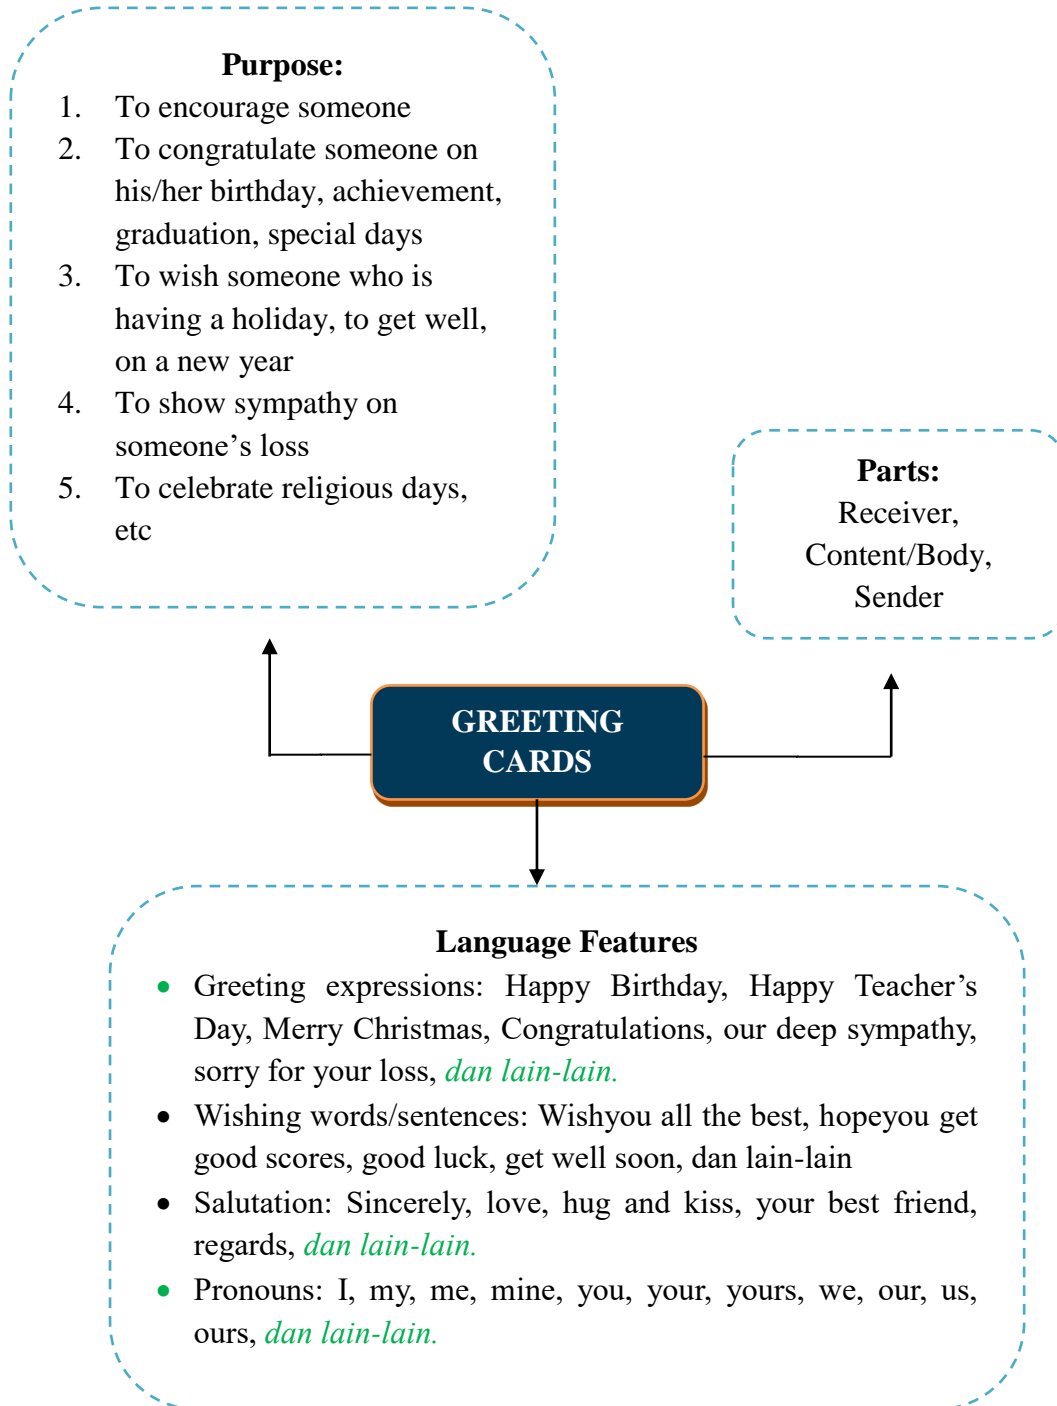 Purpose:
1. To encourage someone
2. To congratulate someone on
his/her birthday, achievement,
graduation, special days
3. To wish someone who is
having a holiday, to get well,
on a new year
4. To show sympathy on
someone’s loss
5. To celebrate religious days,
etc
Parts:
Receiver,
Content/Body,
Sender
GREETING
CARDS
Language Features
• Greeting expressions: Happy Birthday, Happy Teacher’s
Day, Merry Christmas, Congratulations, our deep sympathy,
sorry for your loss, dan lain-lain.
• Wishing words/sentences: Wishyou all the best, hopeyou get
good scores, good luck, get well soon, dan lain-lain
• Salutation: Sincerely, love, hug and kiss, your best friend,
regards, dan lain-lain.
• Pronouns: I, my, me, mine, you, your, yours, we, our, us,
ours, dan lain-lain.